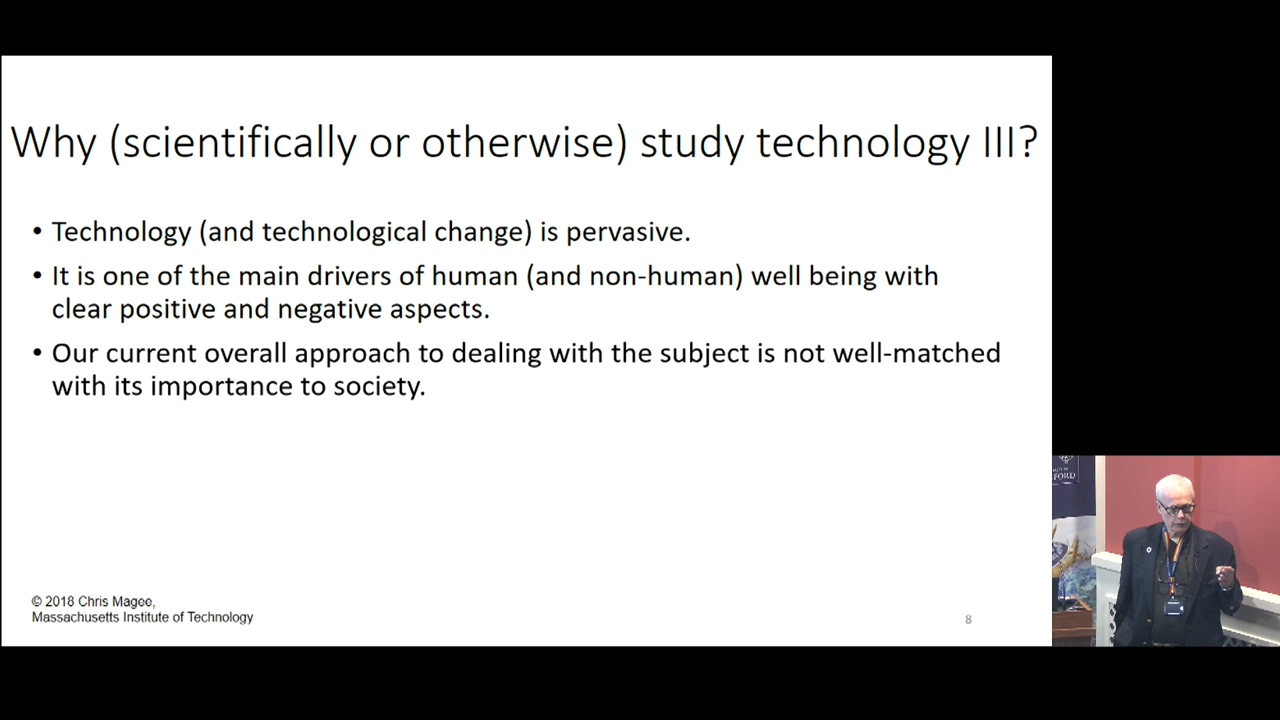 Why (scientifically or otherwise) study technology III?
• Technology (and technological change) is pervasive.
• It is one of the main drivers of human (and non-human) well being with
clear positive and negative aspects.
• Our current overall approach to dealing with the subject is not well-matched
with its importance to society.
© 2018 Chris Magee,
Massachusetts Institute of Technology
8